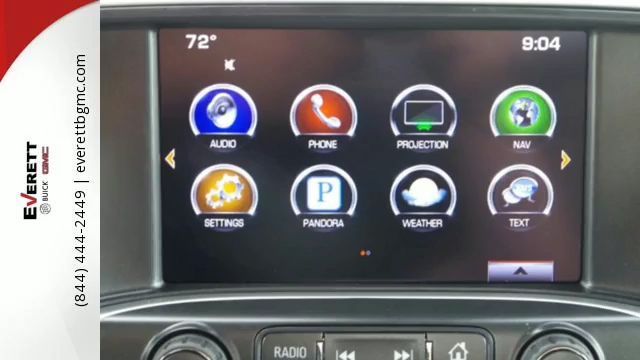 72° 9:04
AUDIO PHONE PROJECTION NAV
SETTINGS PANDORA WEATHER TEXT
P
TEXT
RADIO
EVERETT
BUICK GMC
(844) 444-2449 | everettbgmc.com